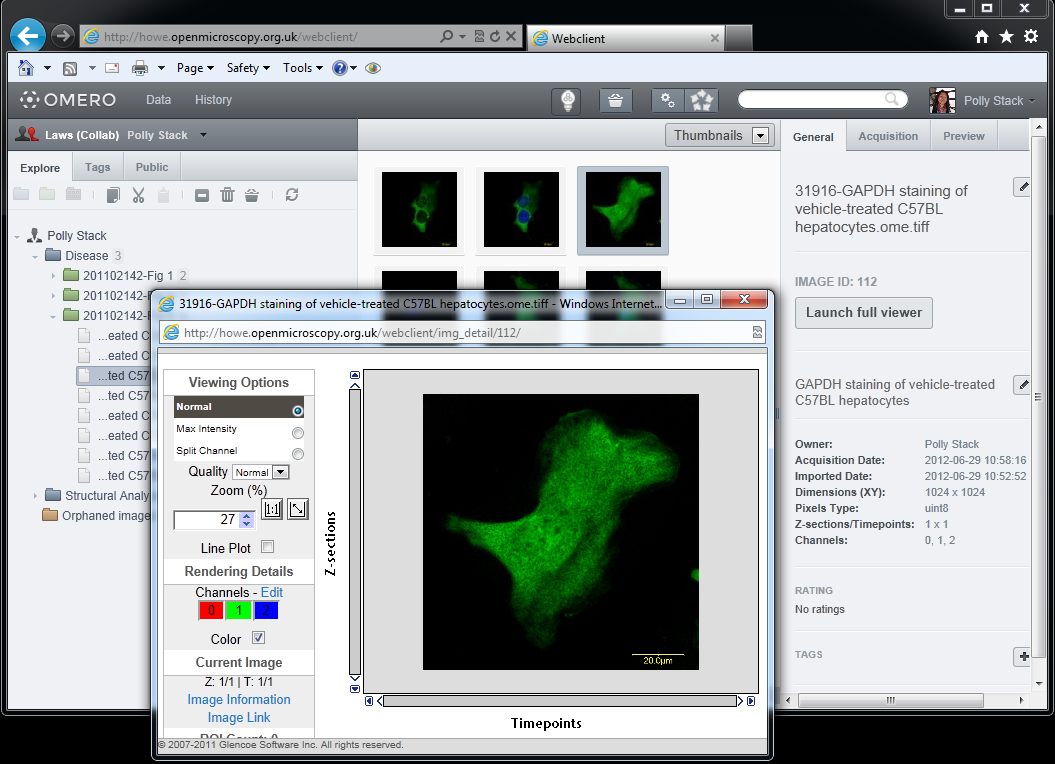 http://howe.openmicroscopy.org.uk/webclient/
Webclient
Page Safety Tools
OMERO Data History Polly Stack
Laws (Collab) Polly Stack
Thumbnails
General Acquisition Preview
Explore Tags Public
31916-GAPDH staining of
vehicle-treated C57BL
hepatocytes.ome.tiff
Polly Stack
Disease 3
201102142-Fig 1 2
201102142-F
201102142-F
...eated C
...eated C
...ted C57
...ted C57
...eated C
...eated C
...ted C57
...ted C57
Structural Analy
Orphaned image
IMAGE ID: 112
Launch full viewer
GAPDH staining of vehicle-treated
C57BL hepatocytes
Owner: Polly Stack
Acquisition Date: 2012-06-29 10:58:16
Imported Date: 2012-06-29 10:52:52
Dimensions (XY): 1024 x 1024
Pixels Type: uint8
Z-sections/Timepoints: 1 x 1
Channels: 0, 1, 2
RATING
No ratings
TAGS
31916-GAPDH staining of vehicle-treated C57BL hepatocytes.ome.tiff - Windows Internet...
http://howe.openmicroscopy.org.uk/webclient/img_detail/112/
Viewing Options
Normal
Max Intensity
Split Channel
Quality Normal
Zoom (%)
27 1:1
Line Plot
Rendering Details
Channels - Edit
0 1 2
Color
Current Image
Z: 1/1 | T: 1/1
Image Information
Image Link
ROI Count: 0
Z-sections
20.0µm
Timepoints
© 2007-2011 Glencoe Software Inc. All rights reserved.